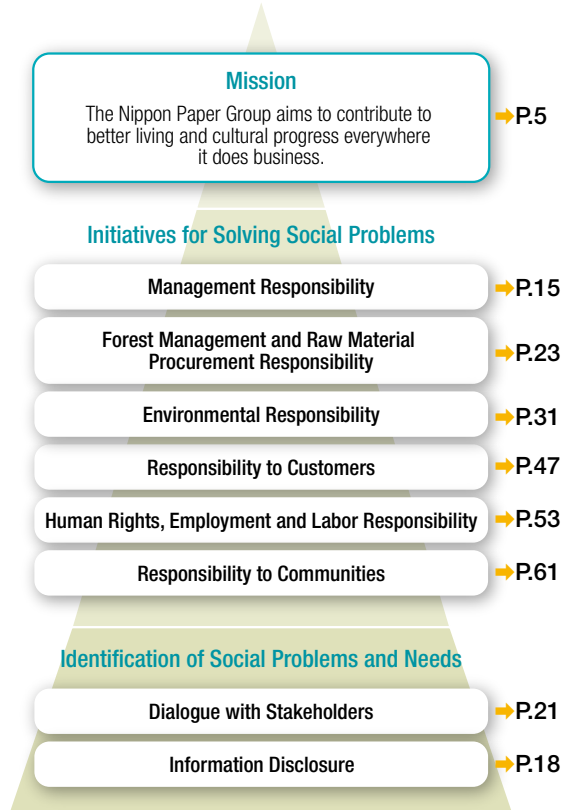 Mission
The Nippon Paper Group aims to contribute to
better living and cultural progress everywhere
it does business.
➡P.5
Initiatives for Solving Social Problems
Management Responsibility ➡P.15
Forest Management and Raw Material
Procurement Responsibility ➡P.23
Environmental Responsibility ➡P.31
Responsibility to Customers ➡P.47
Human Rights, Employment and Labor Responsibility ➡P.53
Responsibility to Communities ➡P.61
Identification of Social Problems and Needs
Dialogue with Stakeholders ➡P.21
Information Disclosure ➡P.18